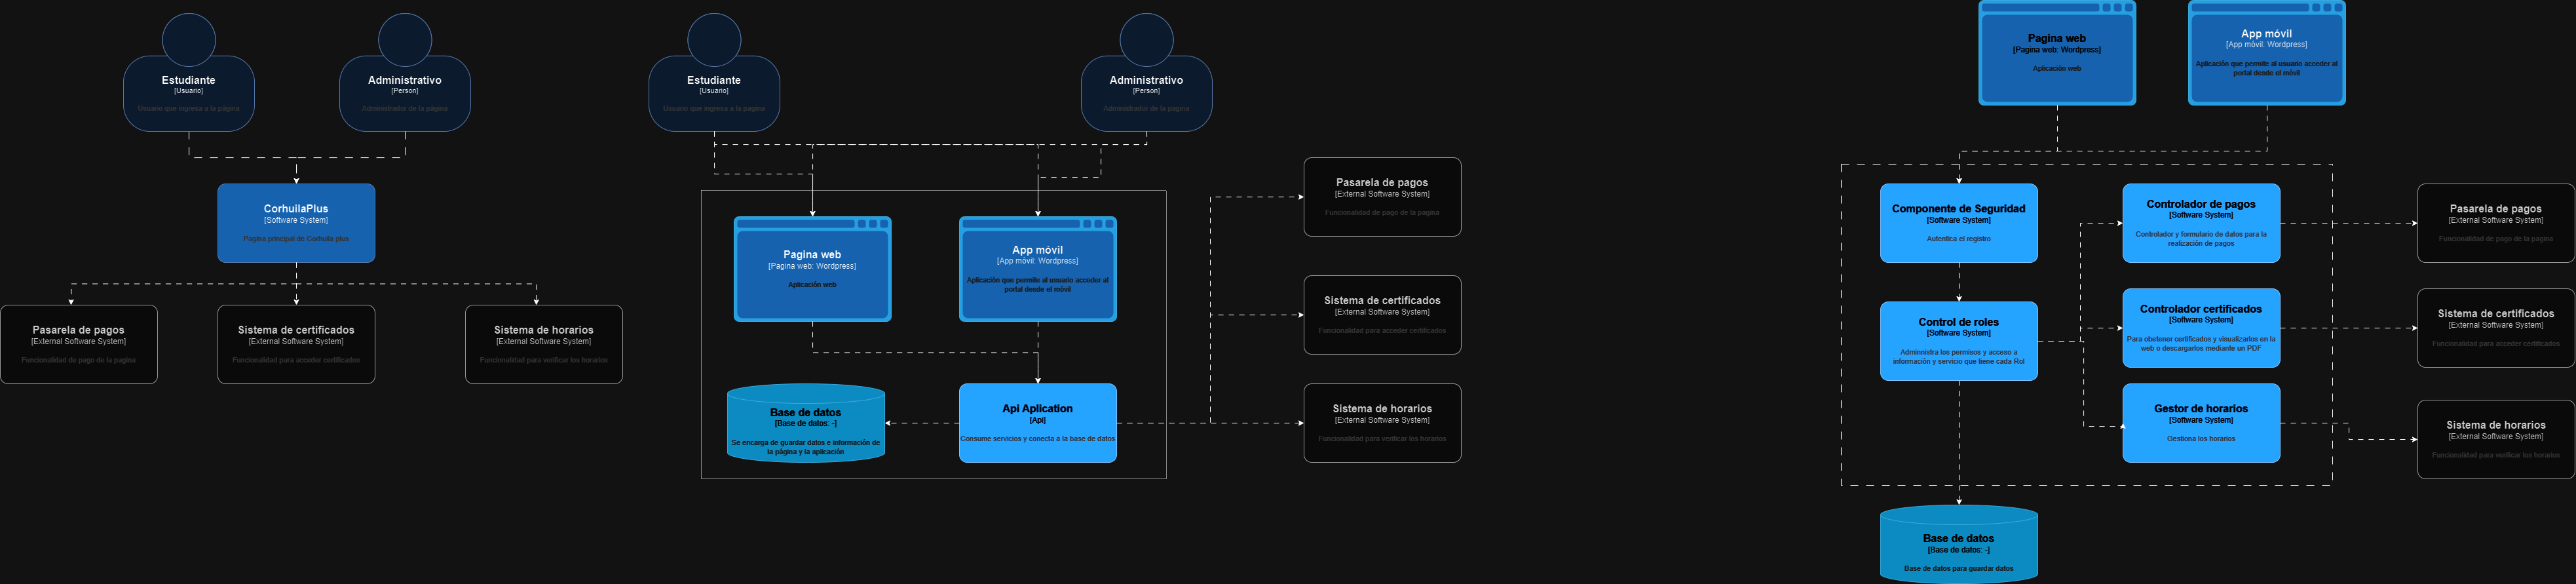 Estudiante
[Usuario]
Usuario que ingresa a la página
Administrativo
[Person]
Administrador de la página
CorhuilaPlus
[Software System]
Pagina principal de Corhuila plus
Pasarela de pagos
[External Software System]
Funcionalidad de pago de la pagina
Sistema de certificados
[External Software System]
Funcionalidad para acceder certificados
Sistema de horarios
[External Software System]
Funcionalidad para verificar los horarios
Estudiante
[Usuario]
Usuario que ingresa a la pagina
Administrativo
[Person]
Administrador de la pagina
Pagina web
[Pagina web: Wordpress]
Aplicación web
App móvil
[App móvil: Wordpress]
Aplicación que permite al usuario acceder al
portal desde el móvil
Base de datos
[Base de datos: -]
Se encarga de guardar datos e información de
la página y la aplicación
Api Aplication
[Api]
Consume servicios y conecta a la base de datos
Pasarela de pagos
[External Software System]
Funcionalidad de pago de la pagina
Sistema de certificados
[External Software System]
Funcionalidad para acceder certificados
Sistema de horarios
[External Software System]
Funcionalidad para verificar los horarios
Pagina web
[Pagina web: Wordpress]
Aplicación web
App móvil
[App móvil: Wordpress]
Aplicación que permite al usuario acceder al
portal desde el móvil
Componente de Seguridad
[Software System]
Autentica el registro
Control de roles
[Software System]
Adminnistra los permisos y acceso a
información y servicio que tiene cada Rol
Controlador de pagos
[Software System]
Controlador y formulario de datos para la
realización de pagos
Controlador certificados
[Software System]
Para obetener certificados y visualizarlos en la
web o descargarlos mediante un PDF
Gestor de horarios
[Software System]
Gestiona los horarios
Pasarela de pagos
[External Software System]
Funcionalidad de pago de la pagina
Sistema de certificados
[External Software System]
Funcionalidad para acceder certificados
Sistema de horarios
[External Software System]
Funcionalidad para verificar los horarios
Base de datos
[Base de datos: -]
Base de datos para guardar datos